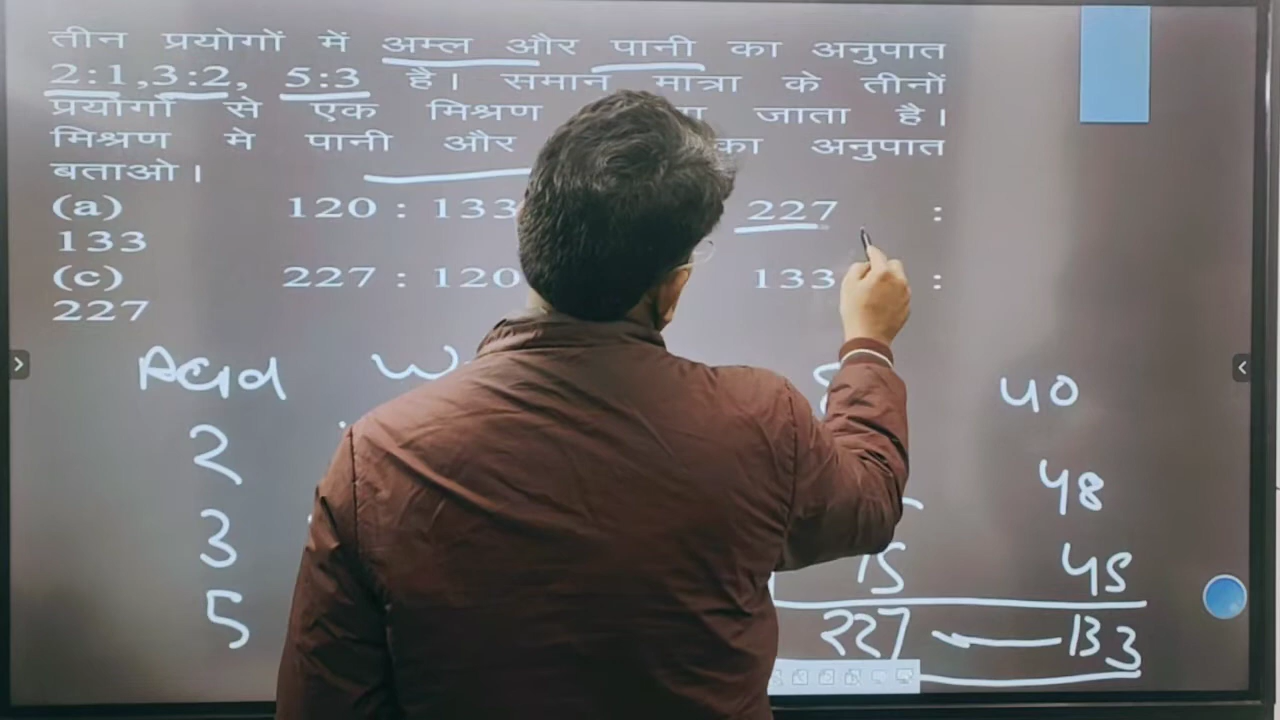 तीन प्रयोगों में अम्ल और पानी का अनुपात
2:1,3:2, 5:3 है। समान मात्रा के तीनों
प्रयोगों से एक मिश्रण जाता है।
मिश्रण मे पानी और का अनुपात
बताओ।
(a) 120 : 133 227 :
133
(c) 227 : 120 133 :
227
Acid 40
2 48
3 15 45
5 227 133